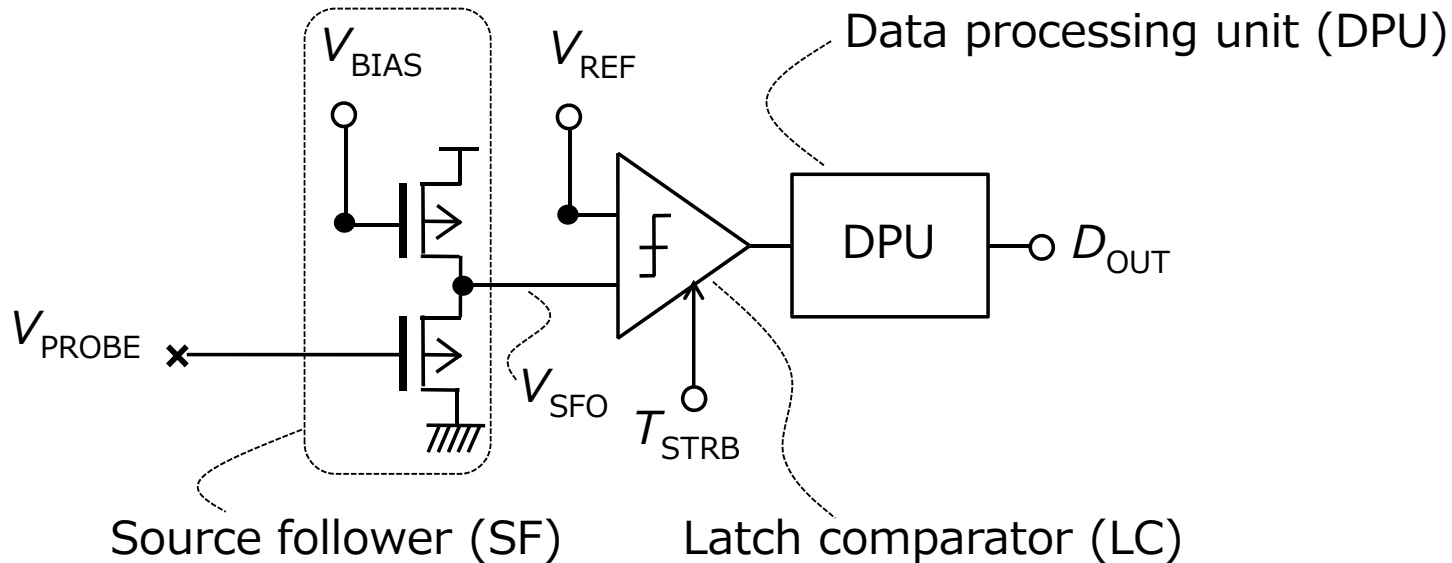 Data processing unit (DPU)
VBIAS
VREF
DPU
DOUT
VPROBE
VSFO
TSTRB
Source follower (SF)
Latch comparator (LC)